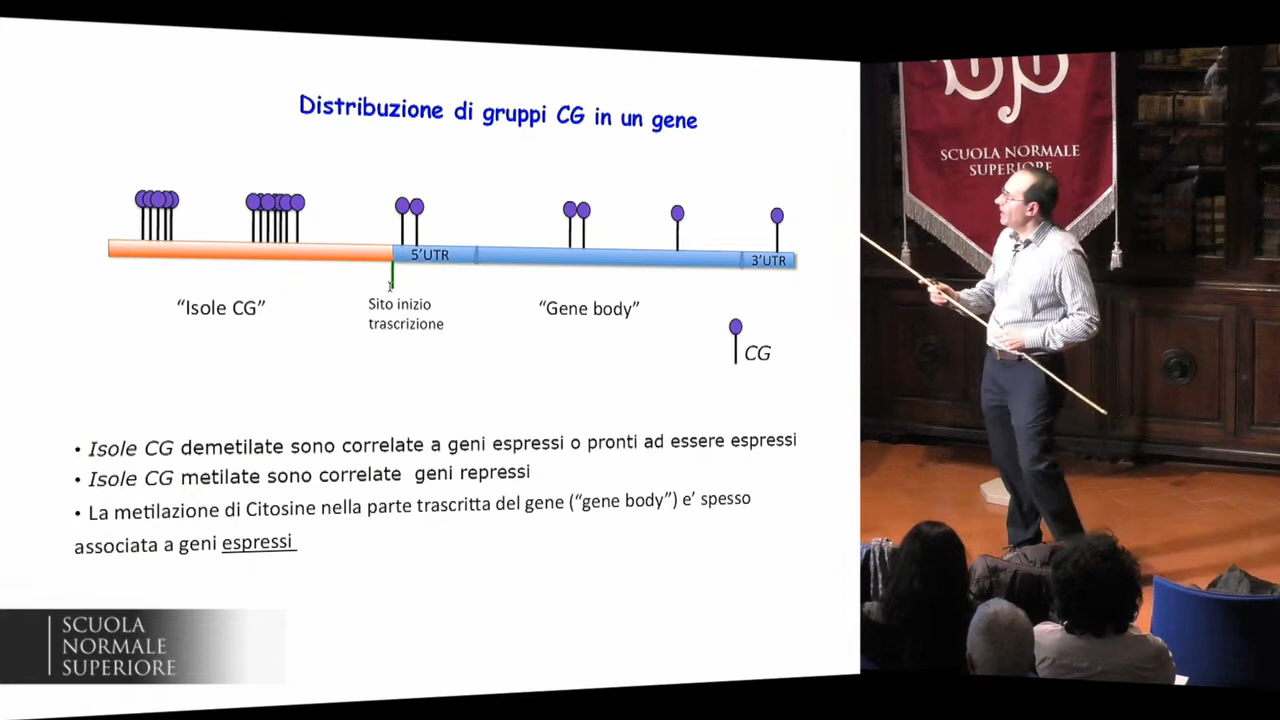 Distribuzione di gruppi CG in un gene
5'UTR
3'UTR
"Isole CG"
Sito inizio
trascrizione
"Gene body"
CG
• Isole CG demetilate sono correlate a geni espressi o pronti ad essere espressi
• Isole CG metilate sono correlate  geni repressi
• La metilazione di Citosine nella parte trascritta del gene ("gene body") e' spesso
associata a geni espressi
SCUOLA
NORMALE
SUPERIORE
SCUOLA NORMALE
SUPERIORE